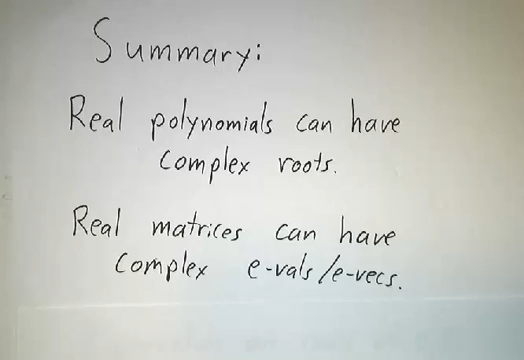 Summary:
Real polynomials can have
complex roots.
Real matrices can have
complex e-vals/e-vecs.